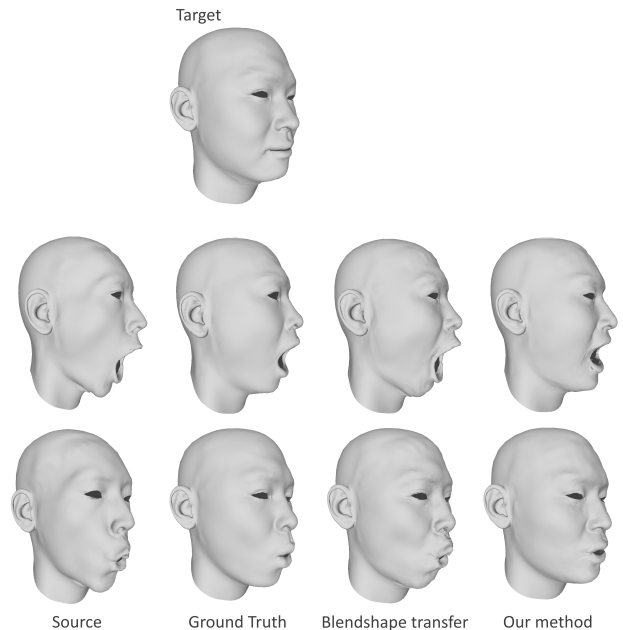 Target
Source
Ground Truth
Blendshape transfer
Our method